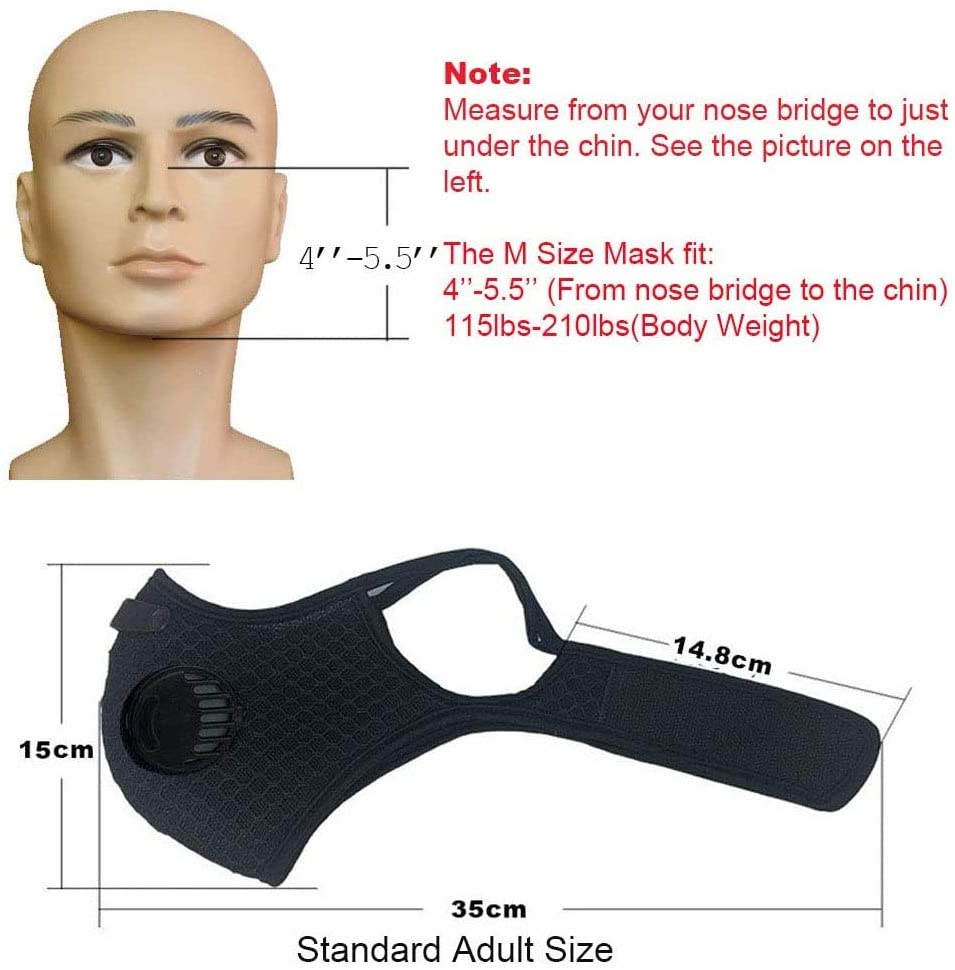 Note:
Measure from your nose bridge to just
under the chin. See the picture on the
left.
4''-5.5''
The M Size Mask fit:
4''-5.5'' (From nose bridge to the chin)
115lbs-210lbs(Body Weight)
14.8cm
15cm
35cm
Standard Adult Size